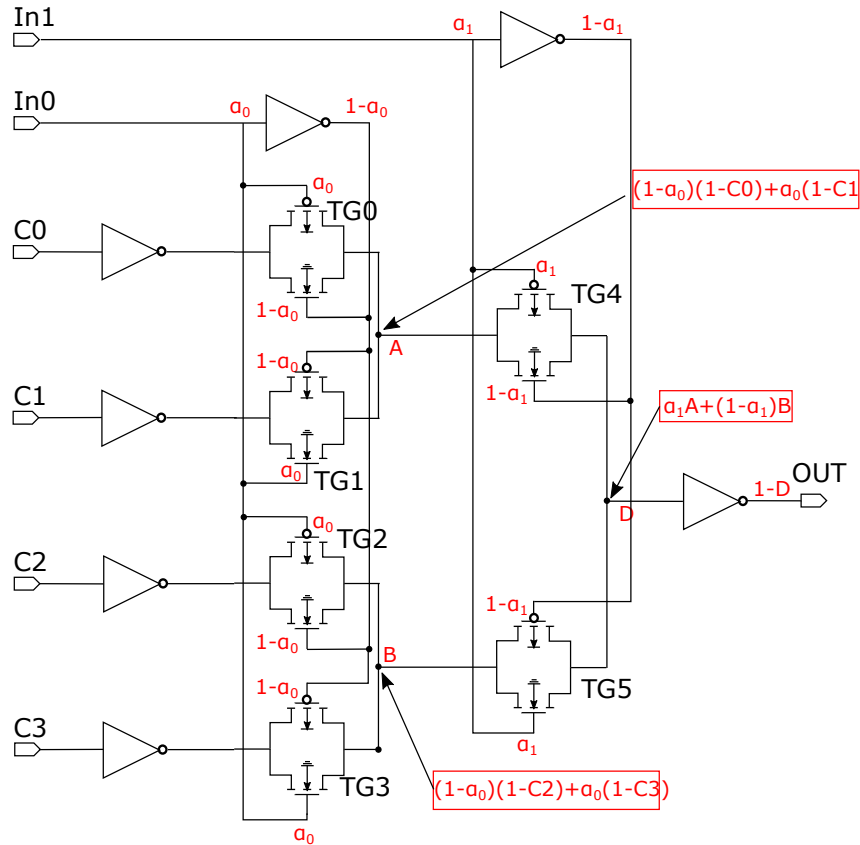 In1
a₁
1-a₁
In0
a₀
1-a₀
a₀
TG0
(1-a₀)(1-C0)+a₀(1-C1
C0
a₁
TG4
1-a₀
A
1-a₀
1-a₁
C1
a₁A+(1-a₁)B
a₀
TG1
OUT
1-D
D
a₀
TG2
C2
1-a₁
1-a₀
B
1-a₀
TG5
C3
a₁
TG3
(1-a₀)(1-C2)+a₀(1-C3)
a₀